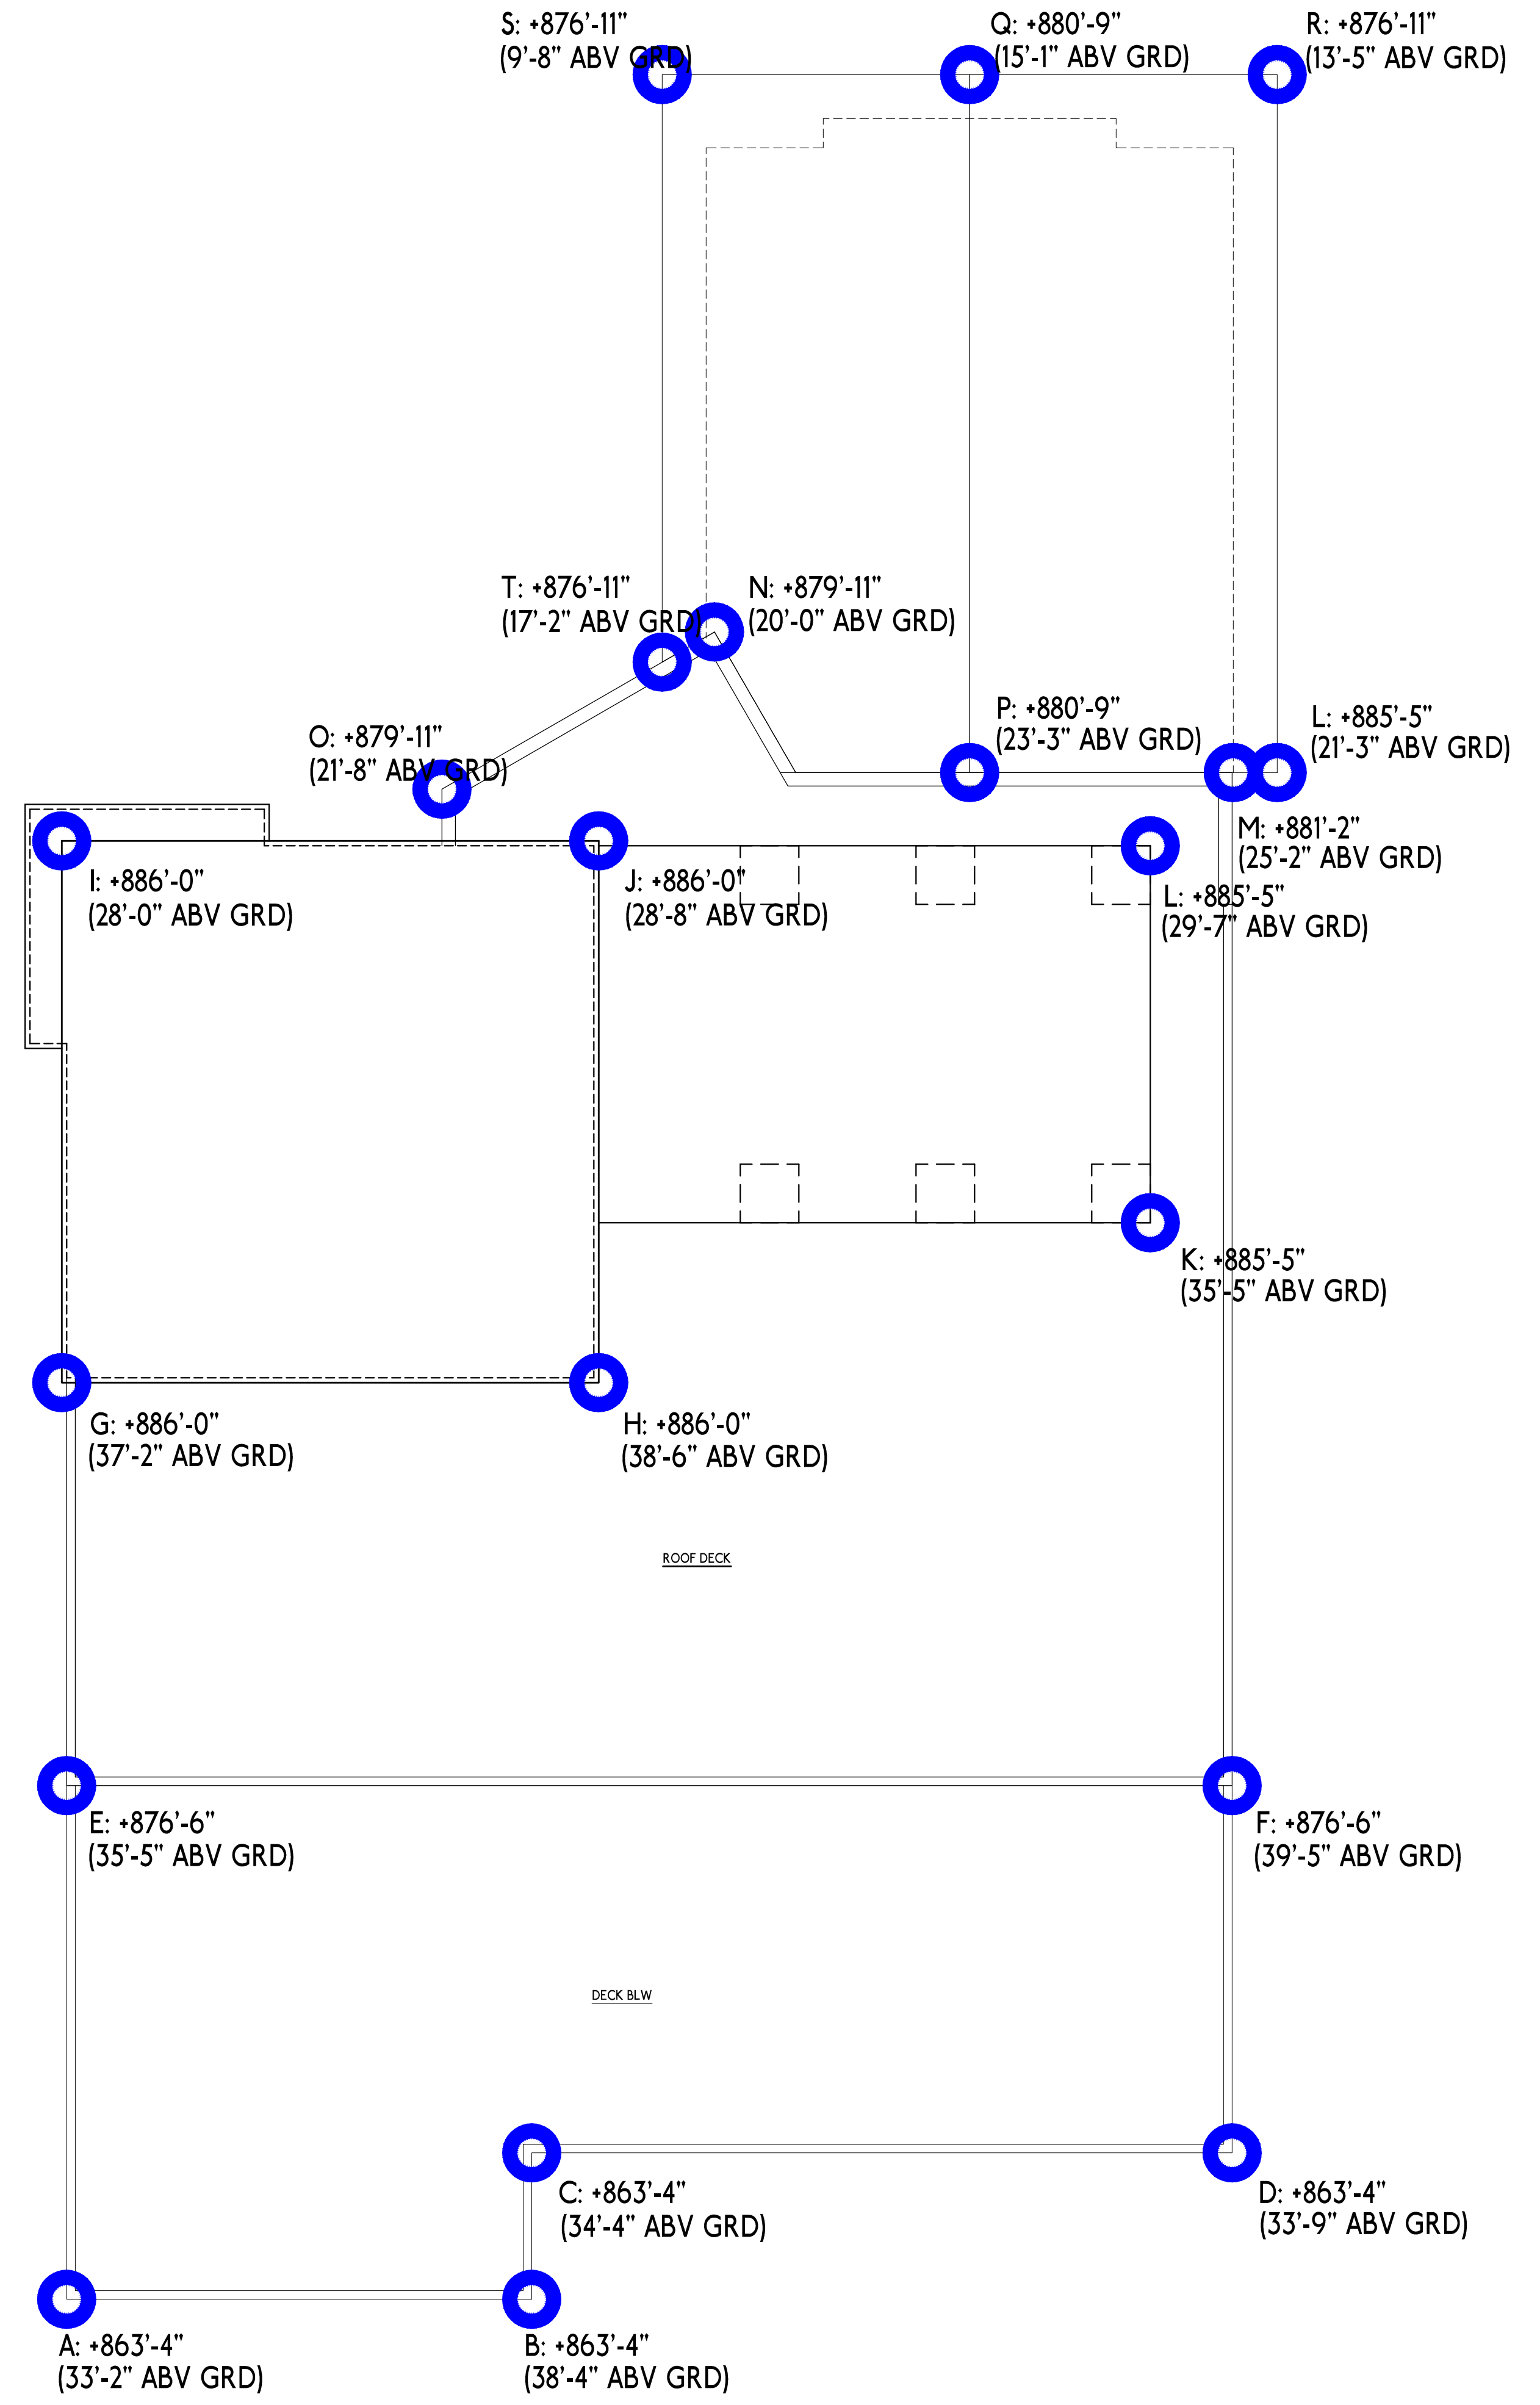 S: +876'-11"
(9'-8" ABV GRD)
Q: +880'-9"
(15'-1" ABV GRD)
R: +876'-11"
(13'-5" ABV GRD)
T: +876'-11"
(17'-2" ABV GRD)
N: +879'-11"
(20'-0" ABV GRD)
O: +879'-11"
(21'-8" ABV GRD)
P: +880'-9"
(23'-3" ABV GRD)
L: +885'-5"
(21'-3" ABV GRD)
M: +881'-2"
(25'-2" ABV GRD)
I: +886'-0"
(28'-0" ABV GRD)
J: +886'-0"
(28'-8" ABV GRD)
L: +885'-5"
(29'-7" ABV GRD)
K: +885'-5"
(35'-5" ABV GRD)
G: +886'-0"
(37'-2" ABV GRD)
H: +886'-0"
(38'-6" ABV GRD)
ROOF DECK
E: +876'-6"
(35'-5" ABV GRD)
F: +876'-6"
(39'-5" ABV GRD)
DECK BLW
C: +863'-4"
(34'-4" ABV GRD)
D: +863'-4"
(33'-9" ABV GRD)
A: +863'-4"
(33'-2" ABV GRD)
B: +863'-4"
(38'-4" ABV GRD)